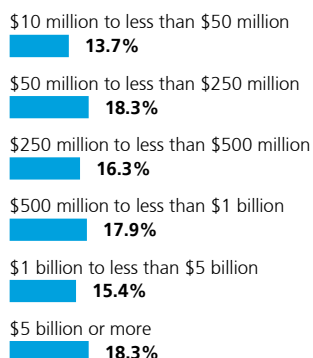 $10 million to less than $50 million
13.7%
$50 million to less than $250 million
18.3%
$250 million to less than $500 million
16.3%
$500 million to less than $1 billion
17.9%
$1 billion to less than $5 billion
15.4%
$5 billion or more
18.3%